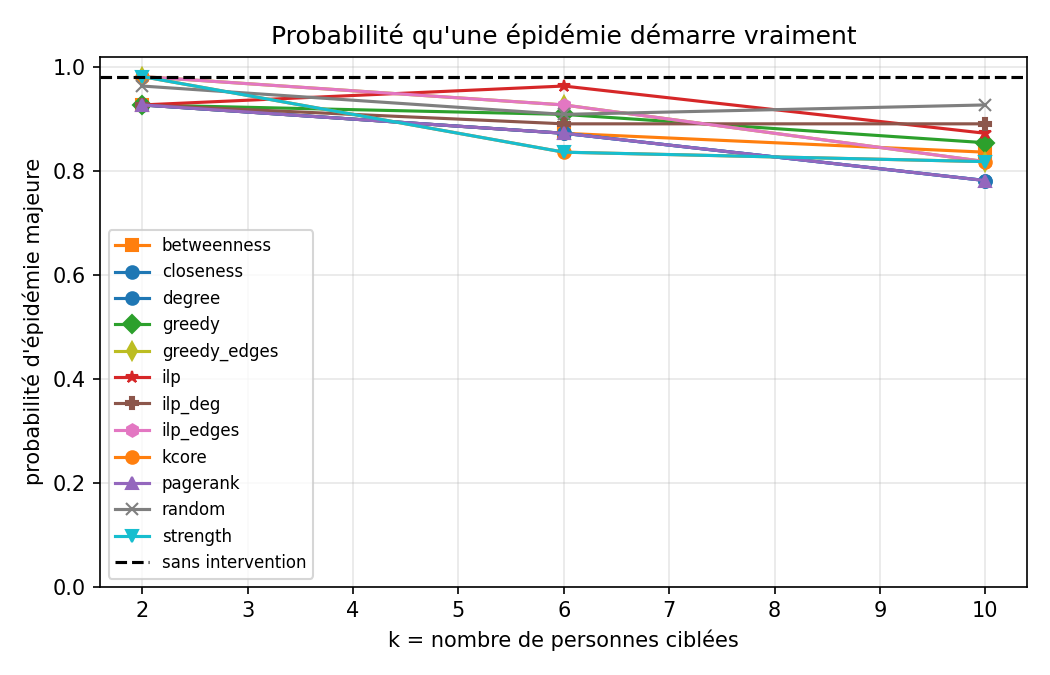 Probabilité qu'une épidémie démarre vraiment
probabilité d'épidémie majeure
1.0
0.8
0.6
0.4
0.2
0.0
betweenness
closeness
degree
greedy
greedy_edges
ilp
ilp_deg
ilp_edges
kcore
pagerank
random
strength
sans intervention
2 3 4 5 6 7 8 9 10
k = nombre de personnes ciblées